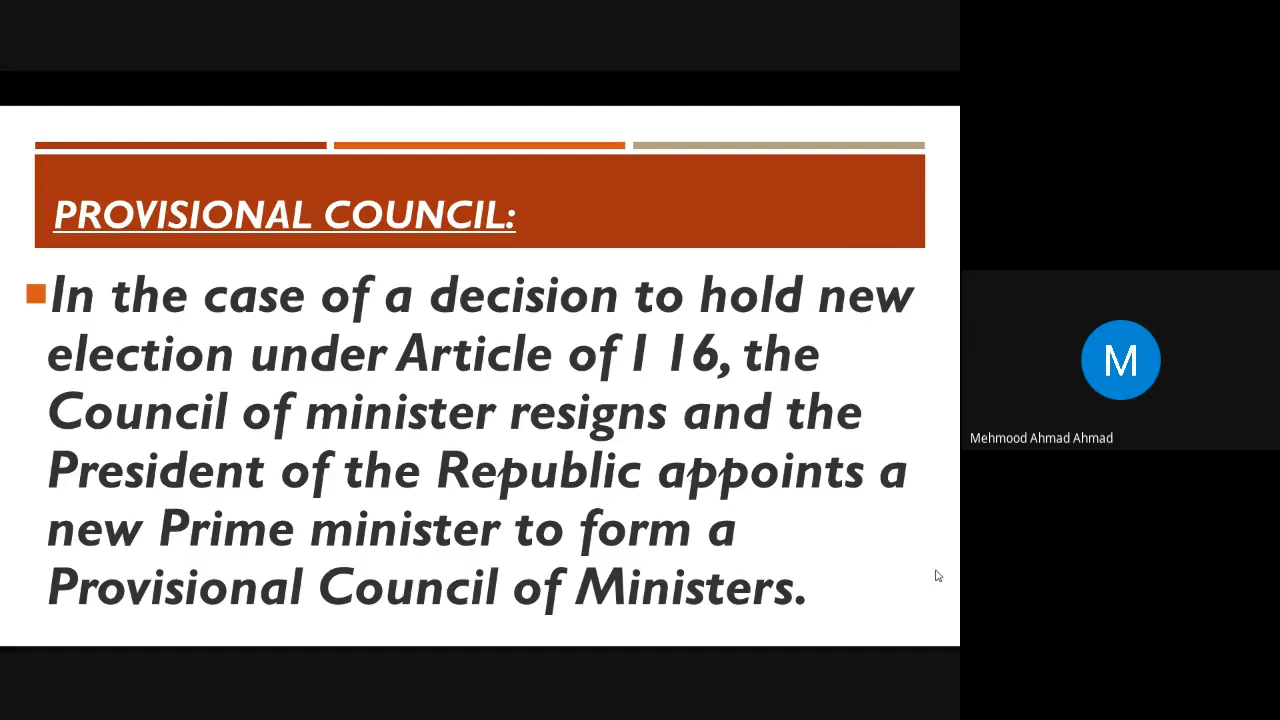 PROVISIONAL COUNCIL:
In the case of a decision to hold new
election under Article of 1 16, the
Council of minister resigns and the
President of the Republic appoints a
new Prime minister to form a
Provisional Council of Ministers.
M
Mehmood Ahmad Ahmad